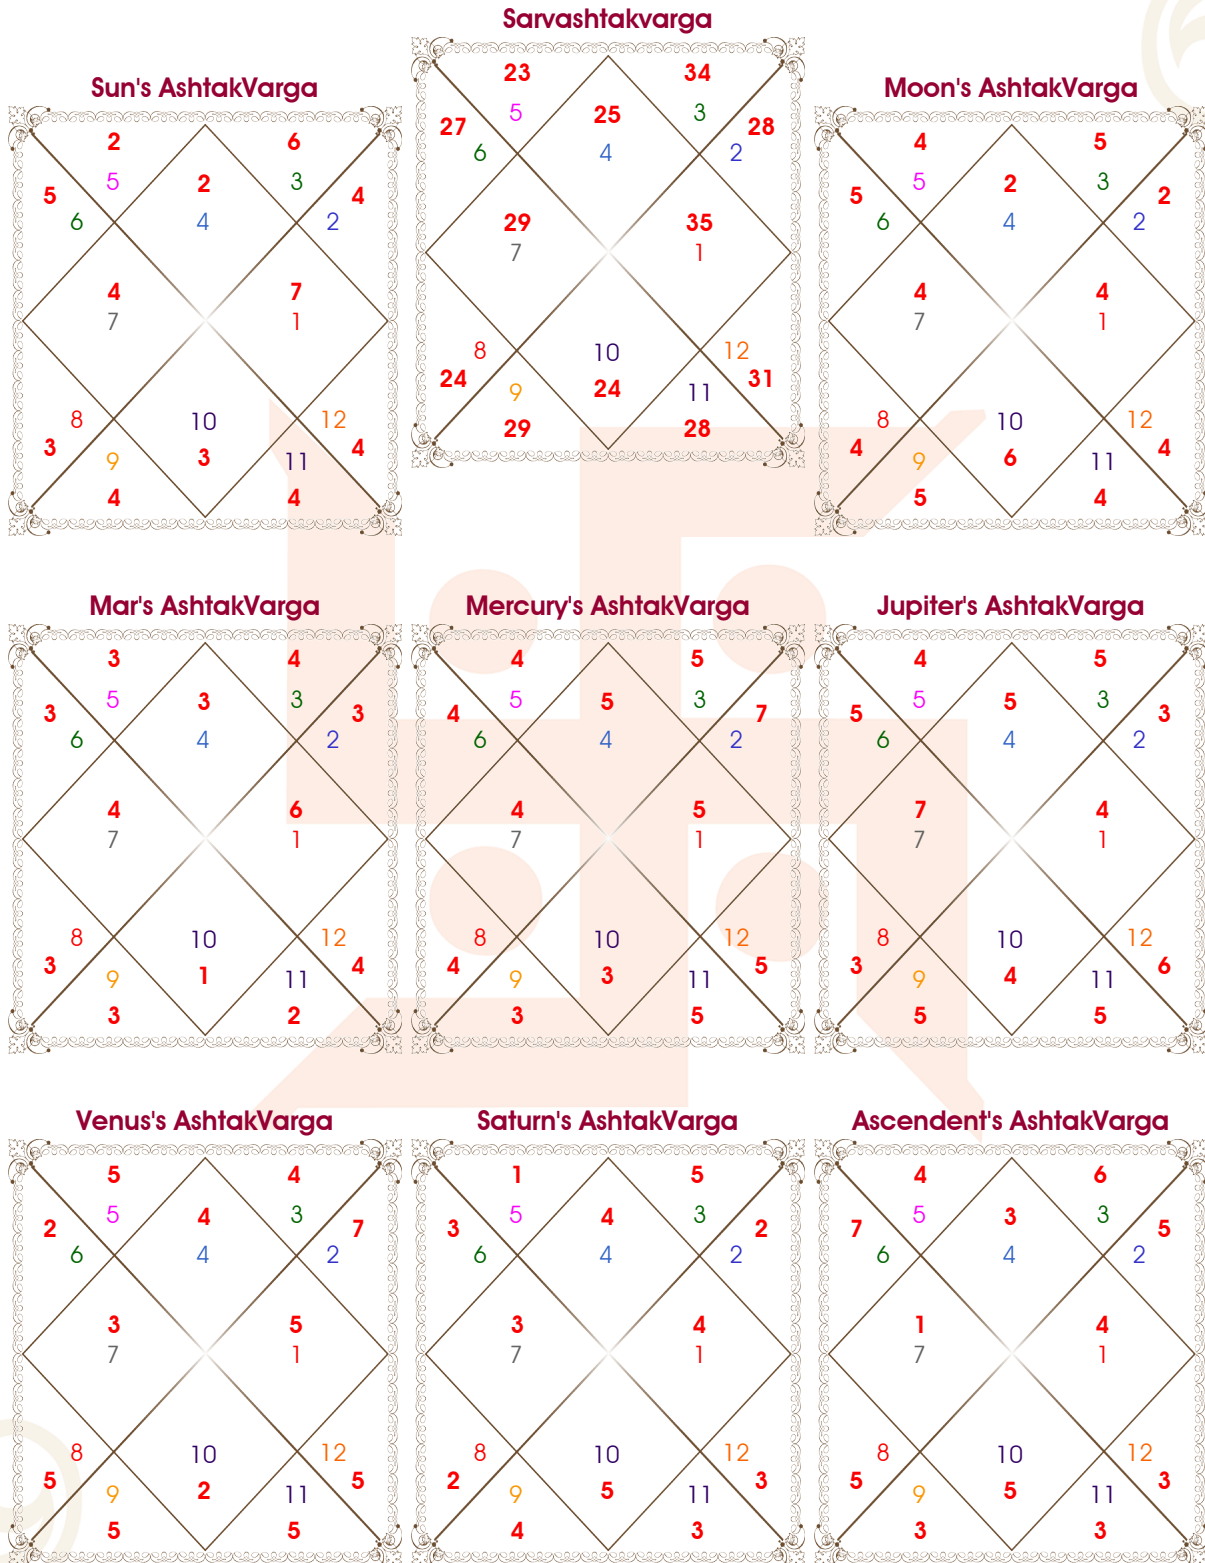 Sarvashtakvarga
23 34
5 25 3
27 28
6 4 2
29 35
7 1
8 10 12
24 24 31
9 11
29 28
Sun's AshtakVarga
2 6
5 2 3
5 4
6 4 2
4 7
7 1
8 10 12
3 3 4
9 11
4 4
Moon's AshtakVarga
4 5
5 2 3
5 2
6 4 2
4 4
7 1
8 10 12
4 6 4
9 11
5 4
Mar's AshtakVarga
3 4
5 3 3
3 3
6 4 2
4 6
7 1
8 10 12
3 1 4
9 11
3 2
Mercury's AshtakVarga
4 5
5 5 3
4 7
6 4 2
4 5
7 1
8 10 12
4 3 5
9 11
3 5
Jupiter's AshtakVarga
4 5
5 5 3
5 3
6 4 2
7 4
7 1
8 10 12
3 4 6
9 11
5 5
Venus's AshtakVarga
5 4
5 4 3
2 7
6 4 2
3 5
7 1
8 10 12
5 2 5
9 11
5 5
Saturn's AshtakVarga
1 5
5 4 3
3 2
6 4 2
3 4
7 1
8 10 12
2 5 3
9 11
4 3
Ascendent's AshtakVarga
4 6
5 3 3
7 5
6 4 2
1 4
7 1
8 10 12
5 5 3
9 11
3 3